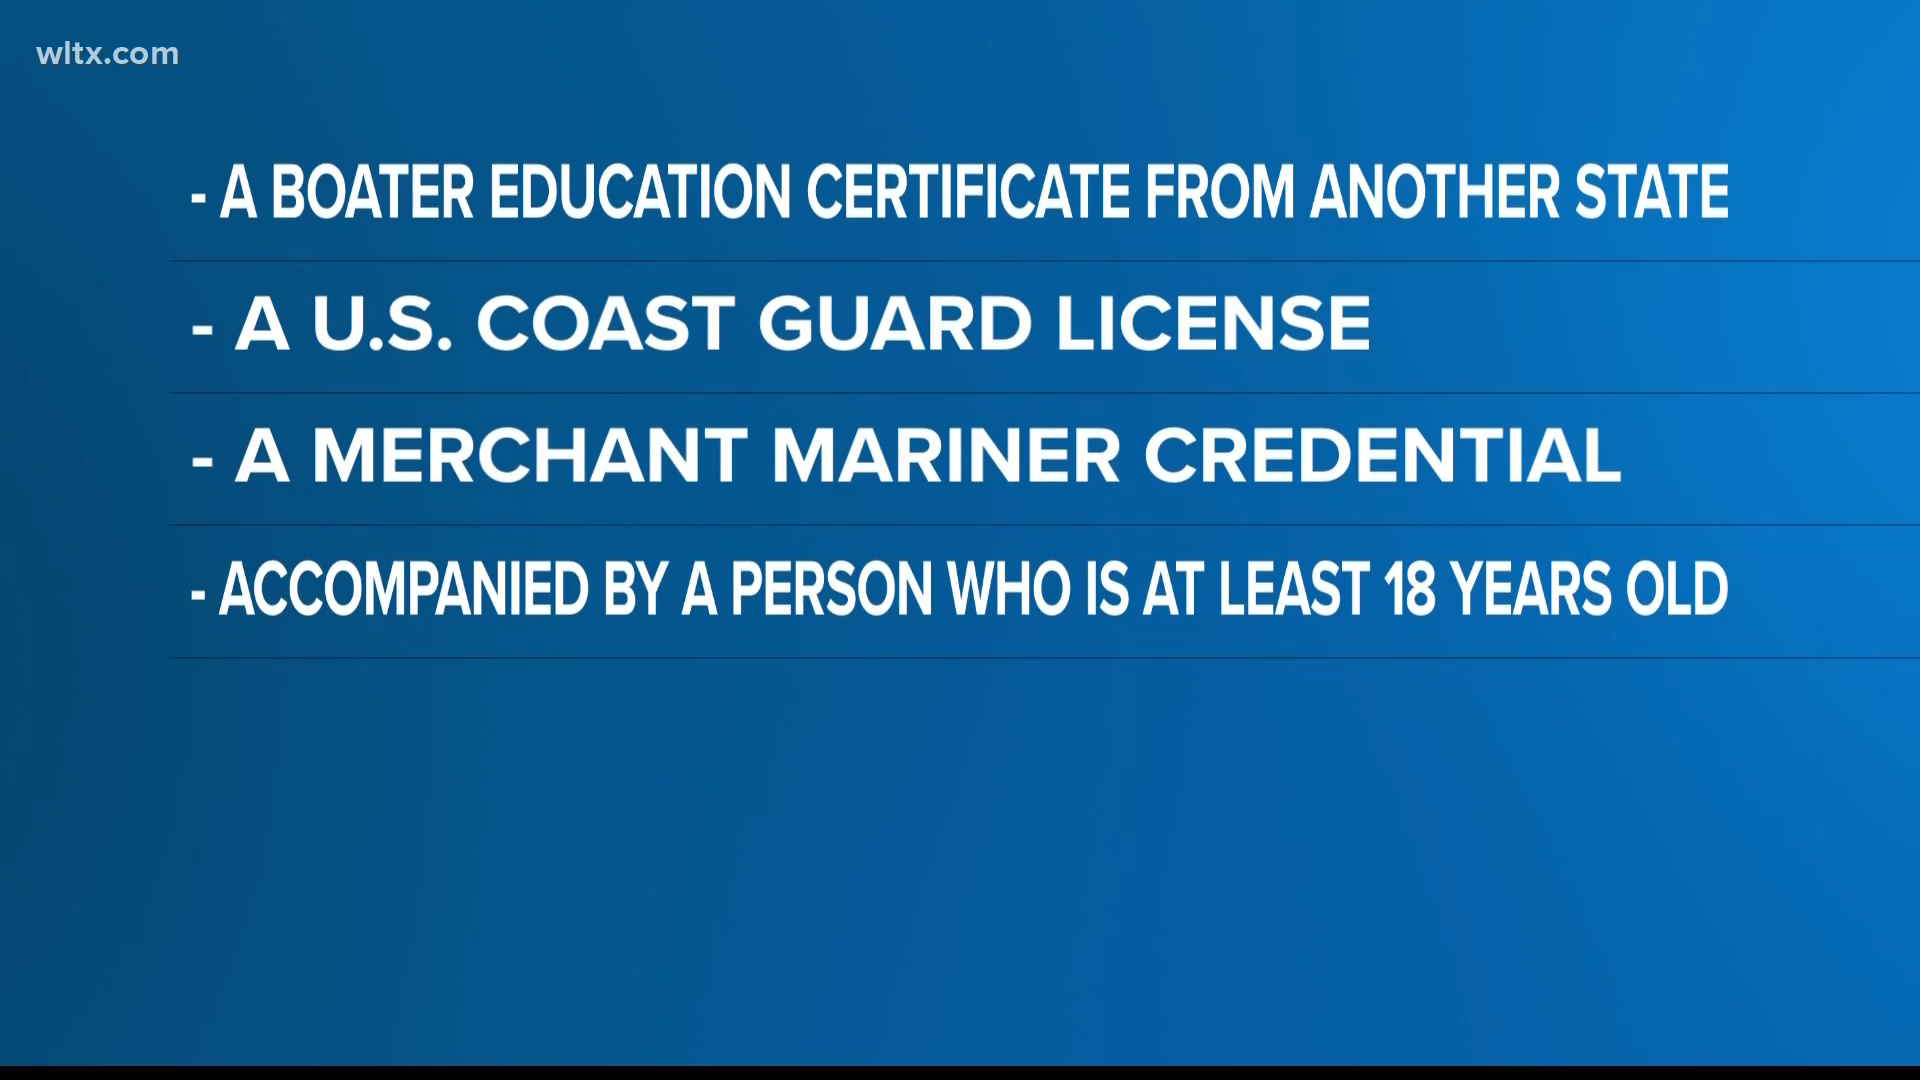 wltx.com
- A BOATER EDUCATION CERTIFICATE FROM ANOTHER STATE
- A U.S. COAST GUARD LICENSE
- A MERCHANT MARINER CREDENTIAL
- ACCOMPANIED BY A PERSON WHO IS AT LEAST 18 YEARS OLD